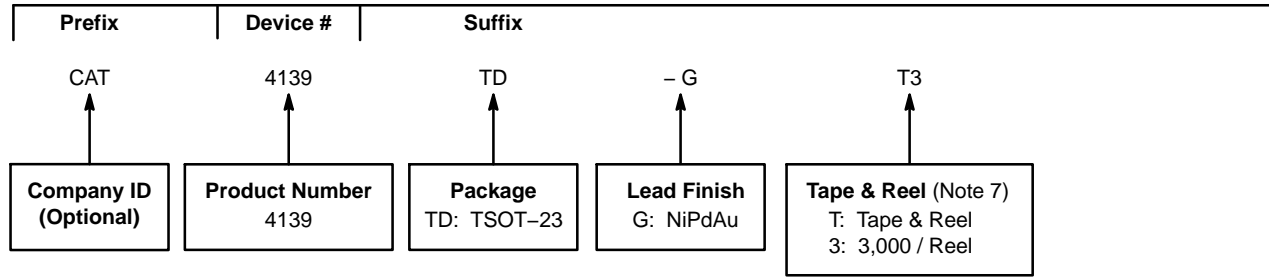 Prefix Device # Suffix
CAT 4139 TD – G T3
Company ID
(Optional)
Product Number
4139
Package
TD: TSOT−23
Lead Finish
G: NiPdAu
Tape & Reel (Note 7)
T: Tape & Reel
3: 3,000 / Reel